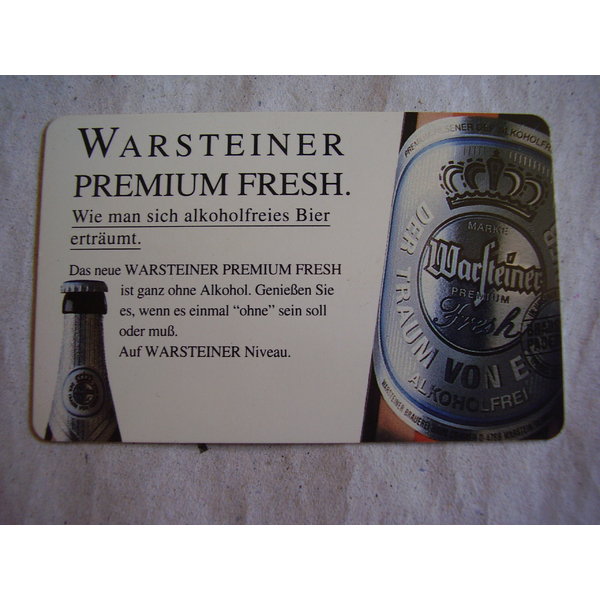 WARSTEINER
PREMIUM FRESH.
Wie man sich alkoholfreies Bier
erträumt.
Das neue WARSTEINER PREMIUM FRESH
ist ganz ohne Alkohol. Genießen Sie
es, wenn es einmal “ohne” sein soll
oder muß.
Auf WARSTEINER Niveau.
MARKE
Warsteiner
PREMIUM
Fresh
DER TRAUM VON E
ALKOHOLFREI